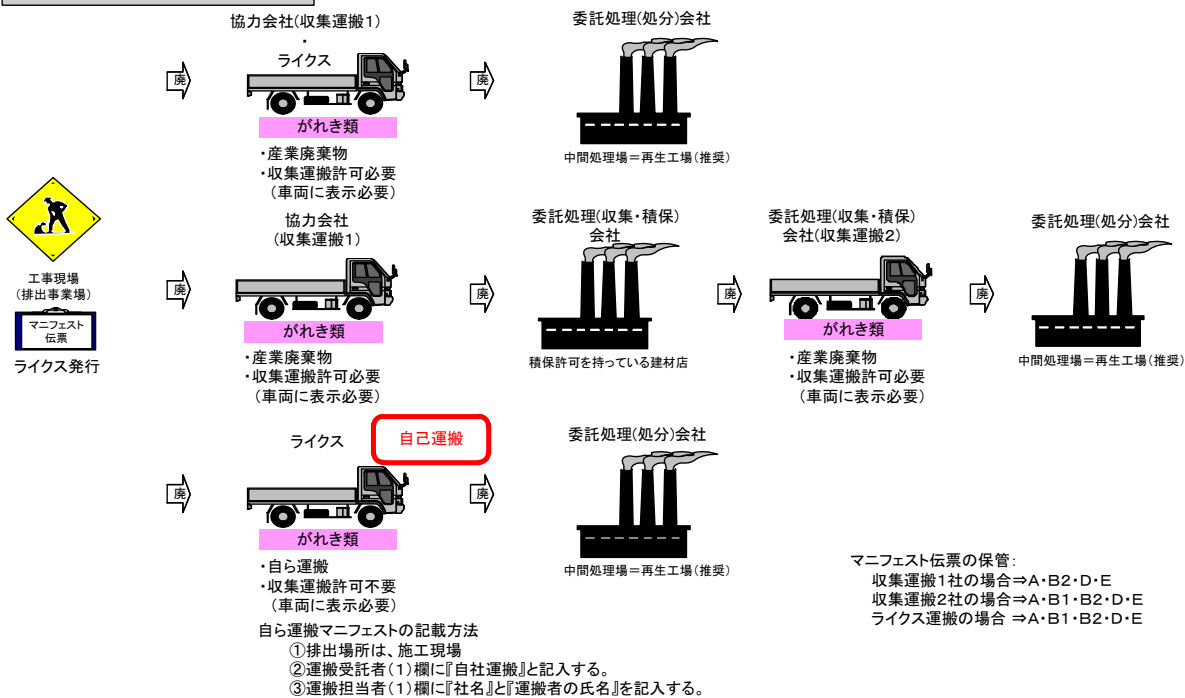 協力会社(収集運搬1)
・
ライクス
委託処理(処分)会社
廃
廃
がれき類
・産業廃棄物
・収集運搬許可必要
(車両に表示必要)
中間処理場=再生工場(推奨)
工事現場
(排出事業場)
マニフェスト
伝票
ライクス発行
協力会社
(収集運搬1)
委託処理(収集・積保)
会社
委託処理(収集・積保)
会社(収集運搬2)
委託処理(処分)会社
廃
廃
廃
廃
がれき類
・産業廃棄物
・収集運搬許可必要
(車両に表示必要)
積保許可を持っている建材店
がれき類
・産業廃棄物
・収集運搬許可必要
(車両に表示必要)
中間処理場=再生工場(推奨)
ライクス
自己運搬
委託処理(処分)会社
廃
廃
がれき類
・自ら運搬
・収集運搬許可不要
(車両に表示必要)
中間処理場=再生工場(推奨)
自ら運搬マニフェストの記載方法
①排出場所は、施工現場
②運搬受託者(1)欄に『自社運搬』と記入する。
③運搬担当者(1)欄に『社名』と『運搬者の氏名』を記入する。
マニフェスト伝票の保管:
収集運搬1社の場合⇒A・B2・D・E
収集運搬2社の場合⇒A・B1・B2・D・E
ライクス運搬の場合 ⇒A・B1・B2・D・E